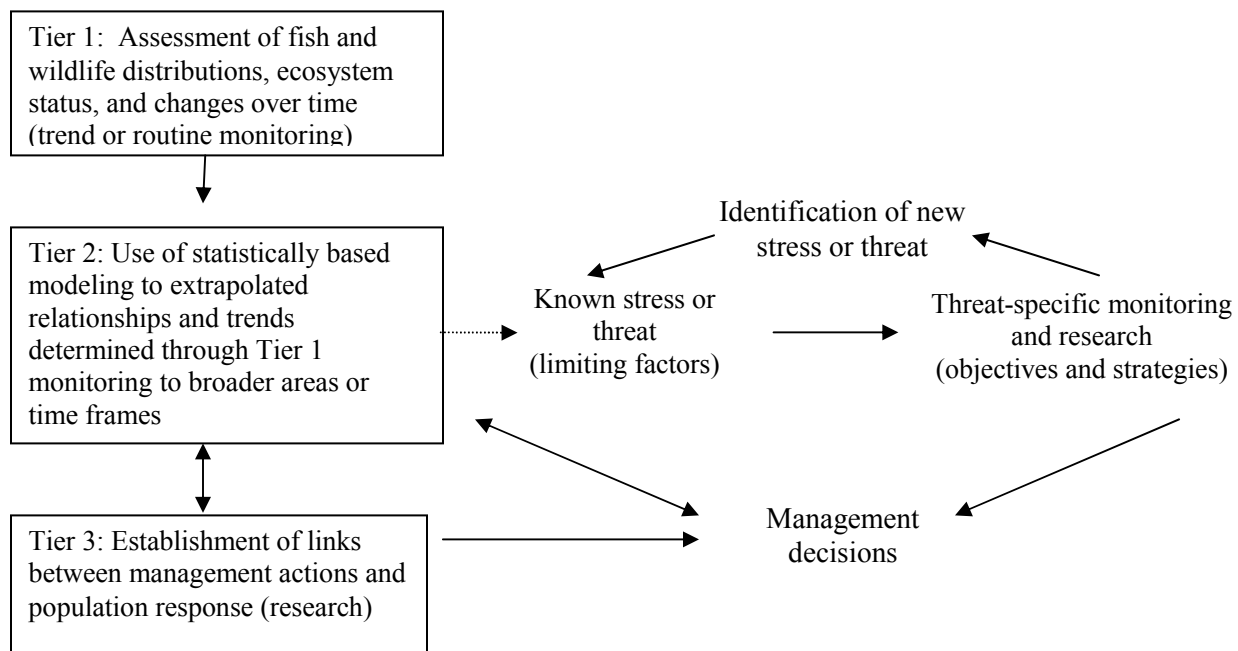 Tier 1:  Assessment of fish and
wildlife distributions, ecosystem
status, and changes over time
(trend or routine monitoring)
Tier 2: Use of statistically based
modeling to extrapolated
relationships and trends
determined through Tier 1
monitoring to broader areas or
time frames
Tier 3: Establishment of links
between management actions and
population response (research)
Identification of new
stress or threat
Known stress or
threat
(limiting factors)
Threat-specific monitoring
and research
(objectives and strategies)
Management
decisions